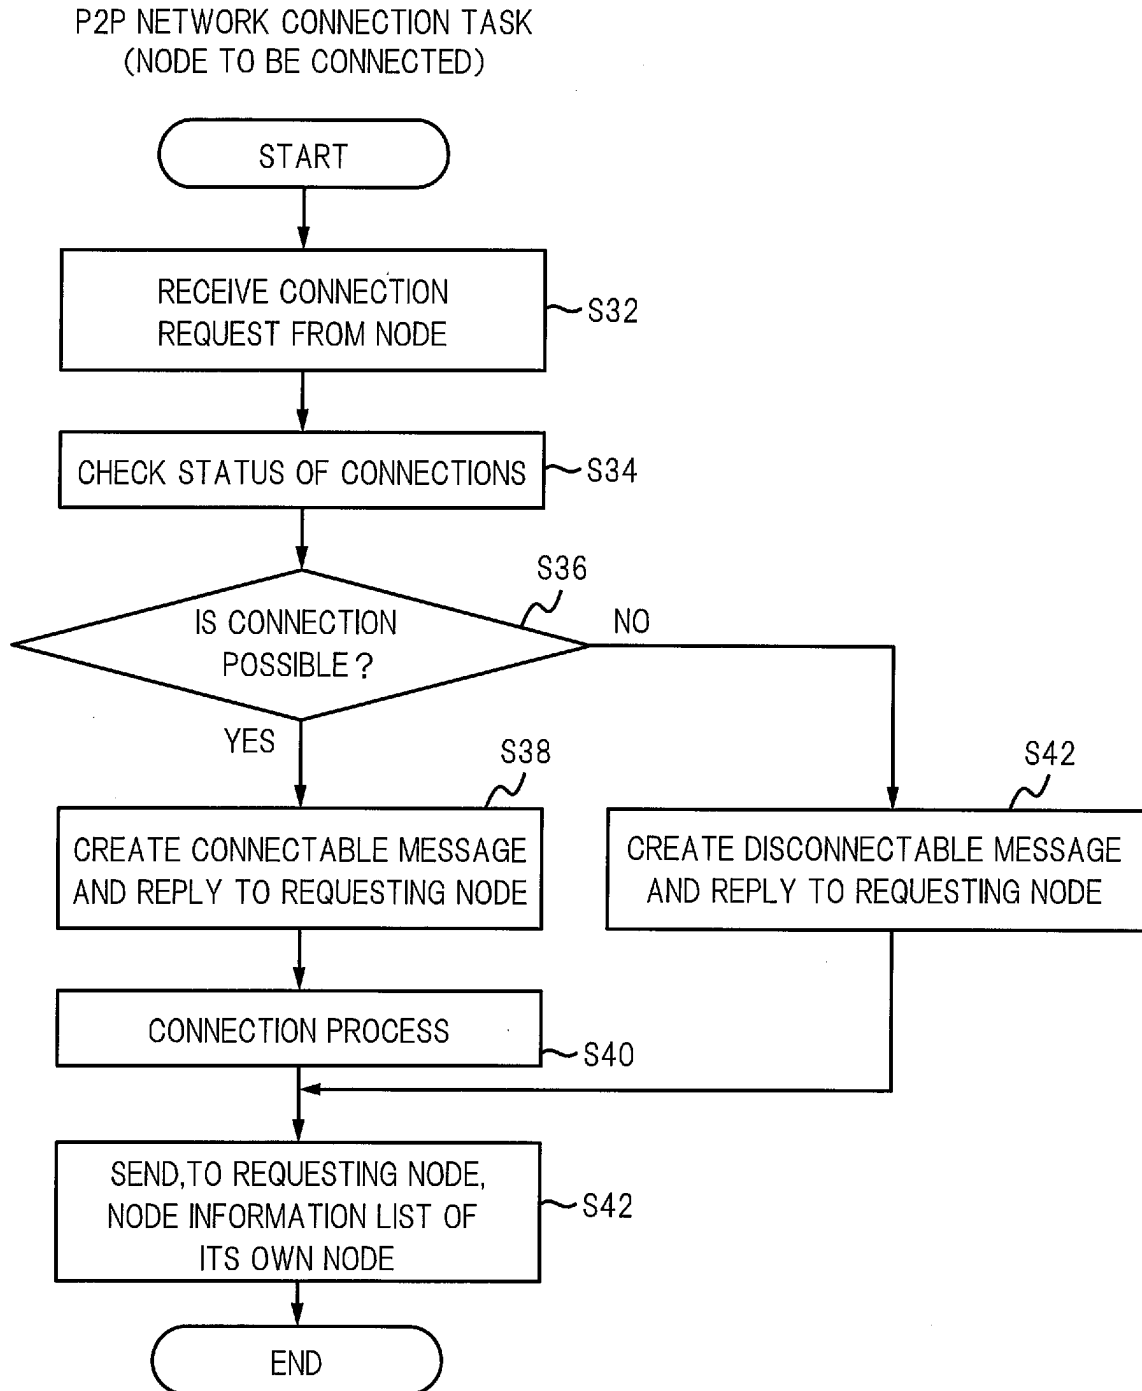 P2P NETWORK CONNECTION TASK
(NODE TO BE CONNECTED)
START
RECEIVE CONNECTION
REQUEST FROM NODE
S32
CHECK STATUS OF CONNECTIONS
S34
S36
IS CONNECTION
POSSIBLE?
NO
YES
S38
CREATE CONNECTABLE MESSAGE
AND REPLY TO REQUESTING NODE
S42
CREATE DISCONNECTABLE MESSAGE
AND REPLY TO REQUESTING NODE
CONNECTION PROCESS
S40
SEND,TO REQUESTING NODE,
NODE INFORMATION LIST OF
ITS OWN NODE
S42
END